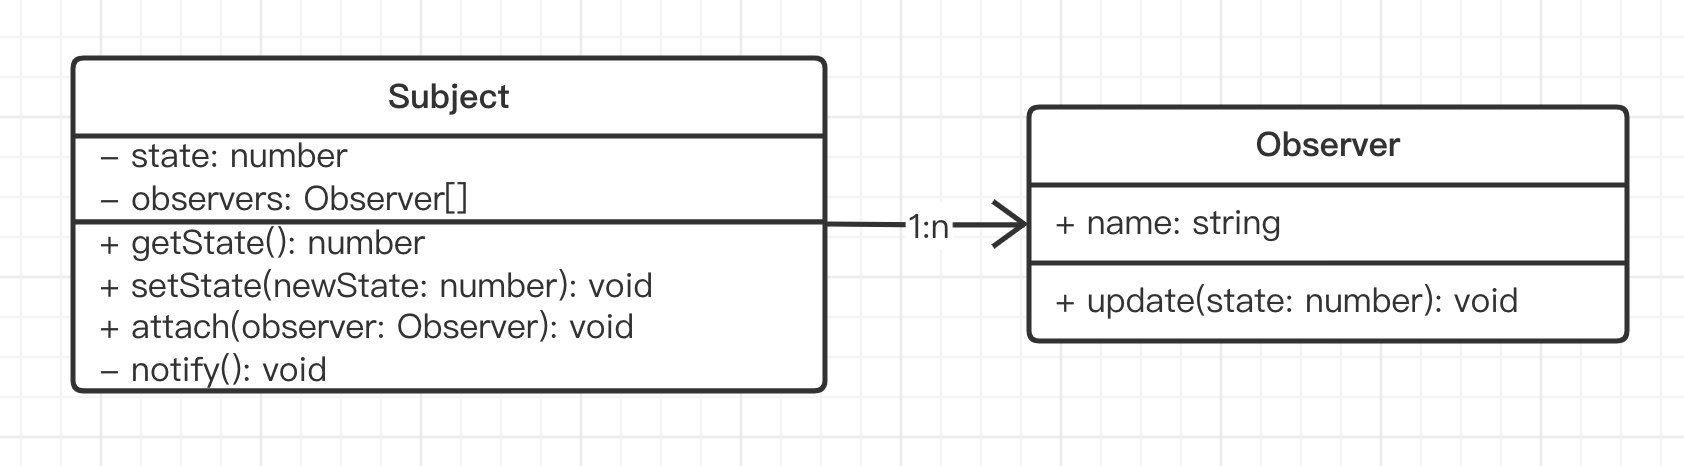 Subject
– state: number
– observers: Observer[]
+ getState(): number
+ setState(newState: number): void
+ attach(observer: Observer): void
– notify(): void
1:n
Observer
+ name: string
+ update(state: number): void